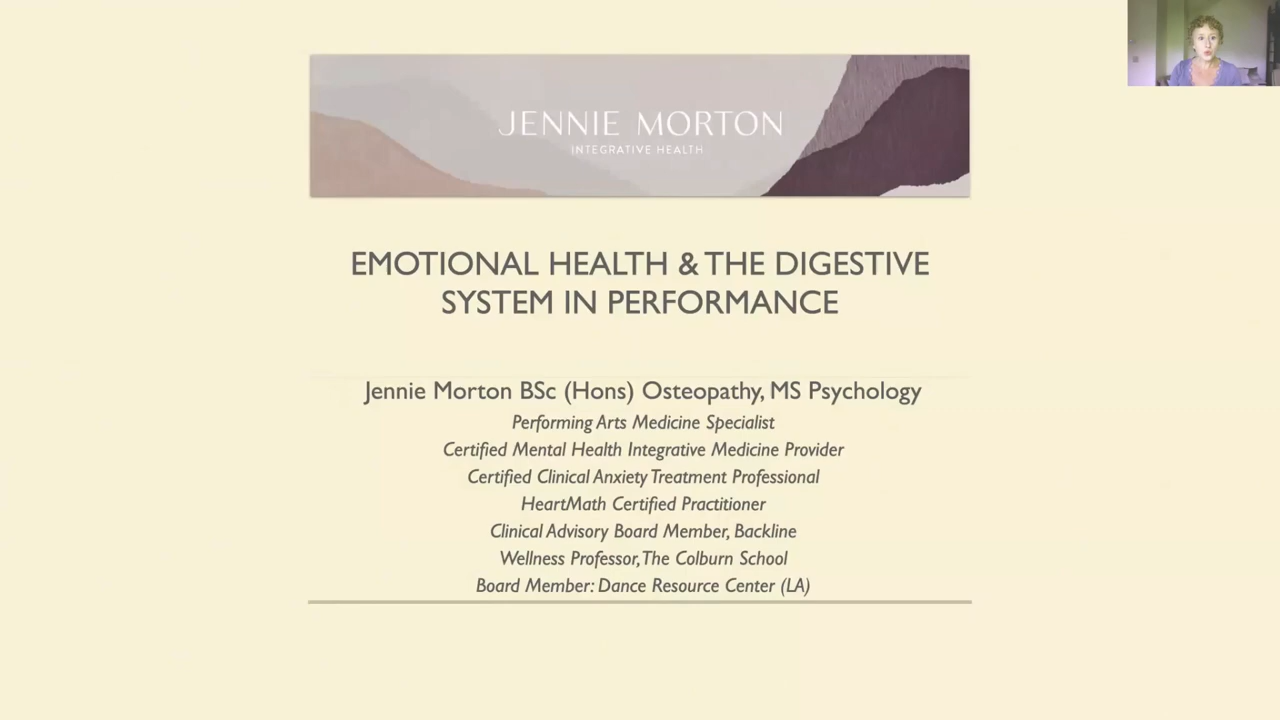 JENNIE MORTON
INTEGRATIVE HEALTH
EMOTIONAL HEALTH & THE DIGESTIVE
SYSTEM IN PERFORMANCE
Jennie Morton BSc (Hons) Osteopathy, MS Psychology
Performing Arts Medicine Specialist
Certified Mental Health Integrative Medicine Provider
Certified Clinical Anxiety Treatment Professional
HeartMath Certified Practitioner
Clinical Advisory Board Member, Backline
Wellness Professor, The Colburn School
Board Member: Dance Resource Center (LA)